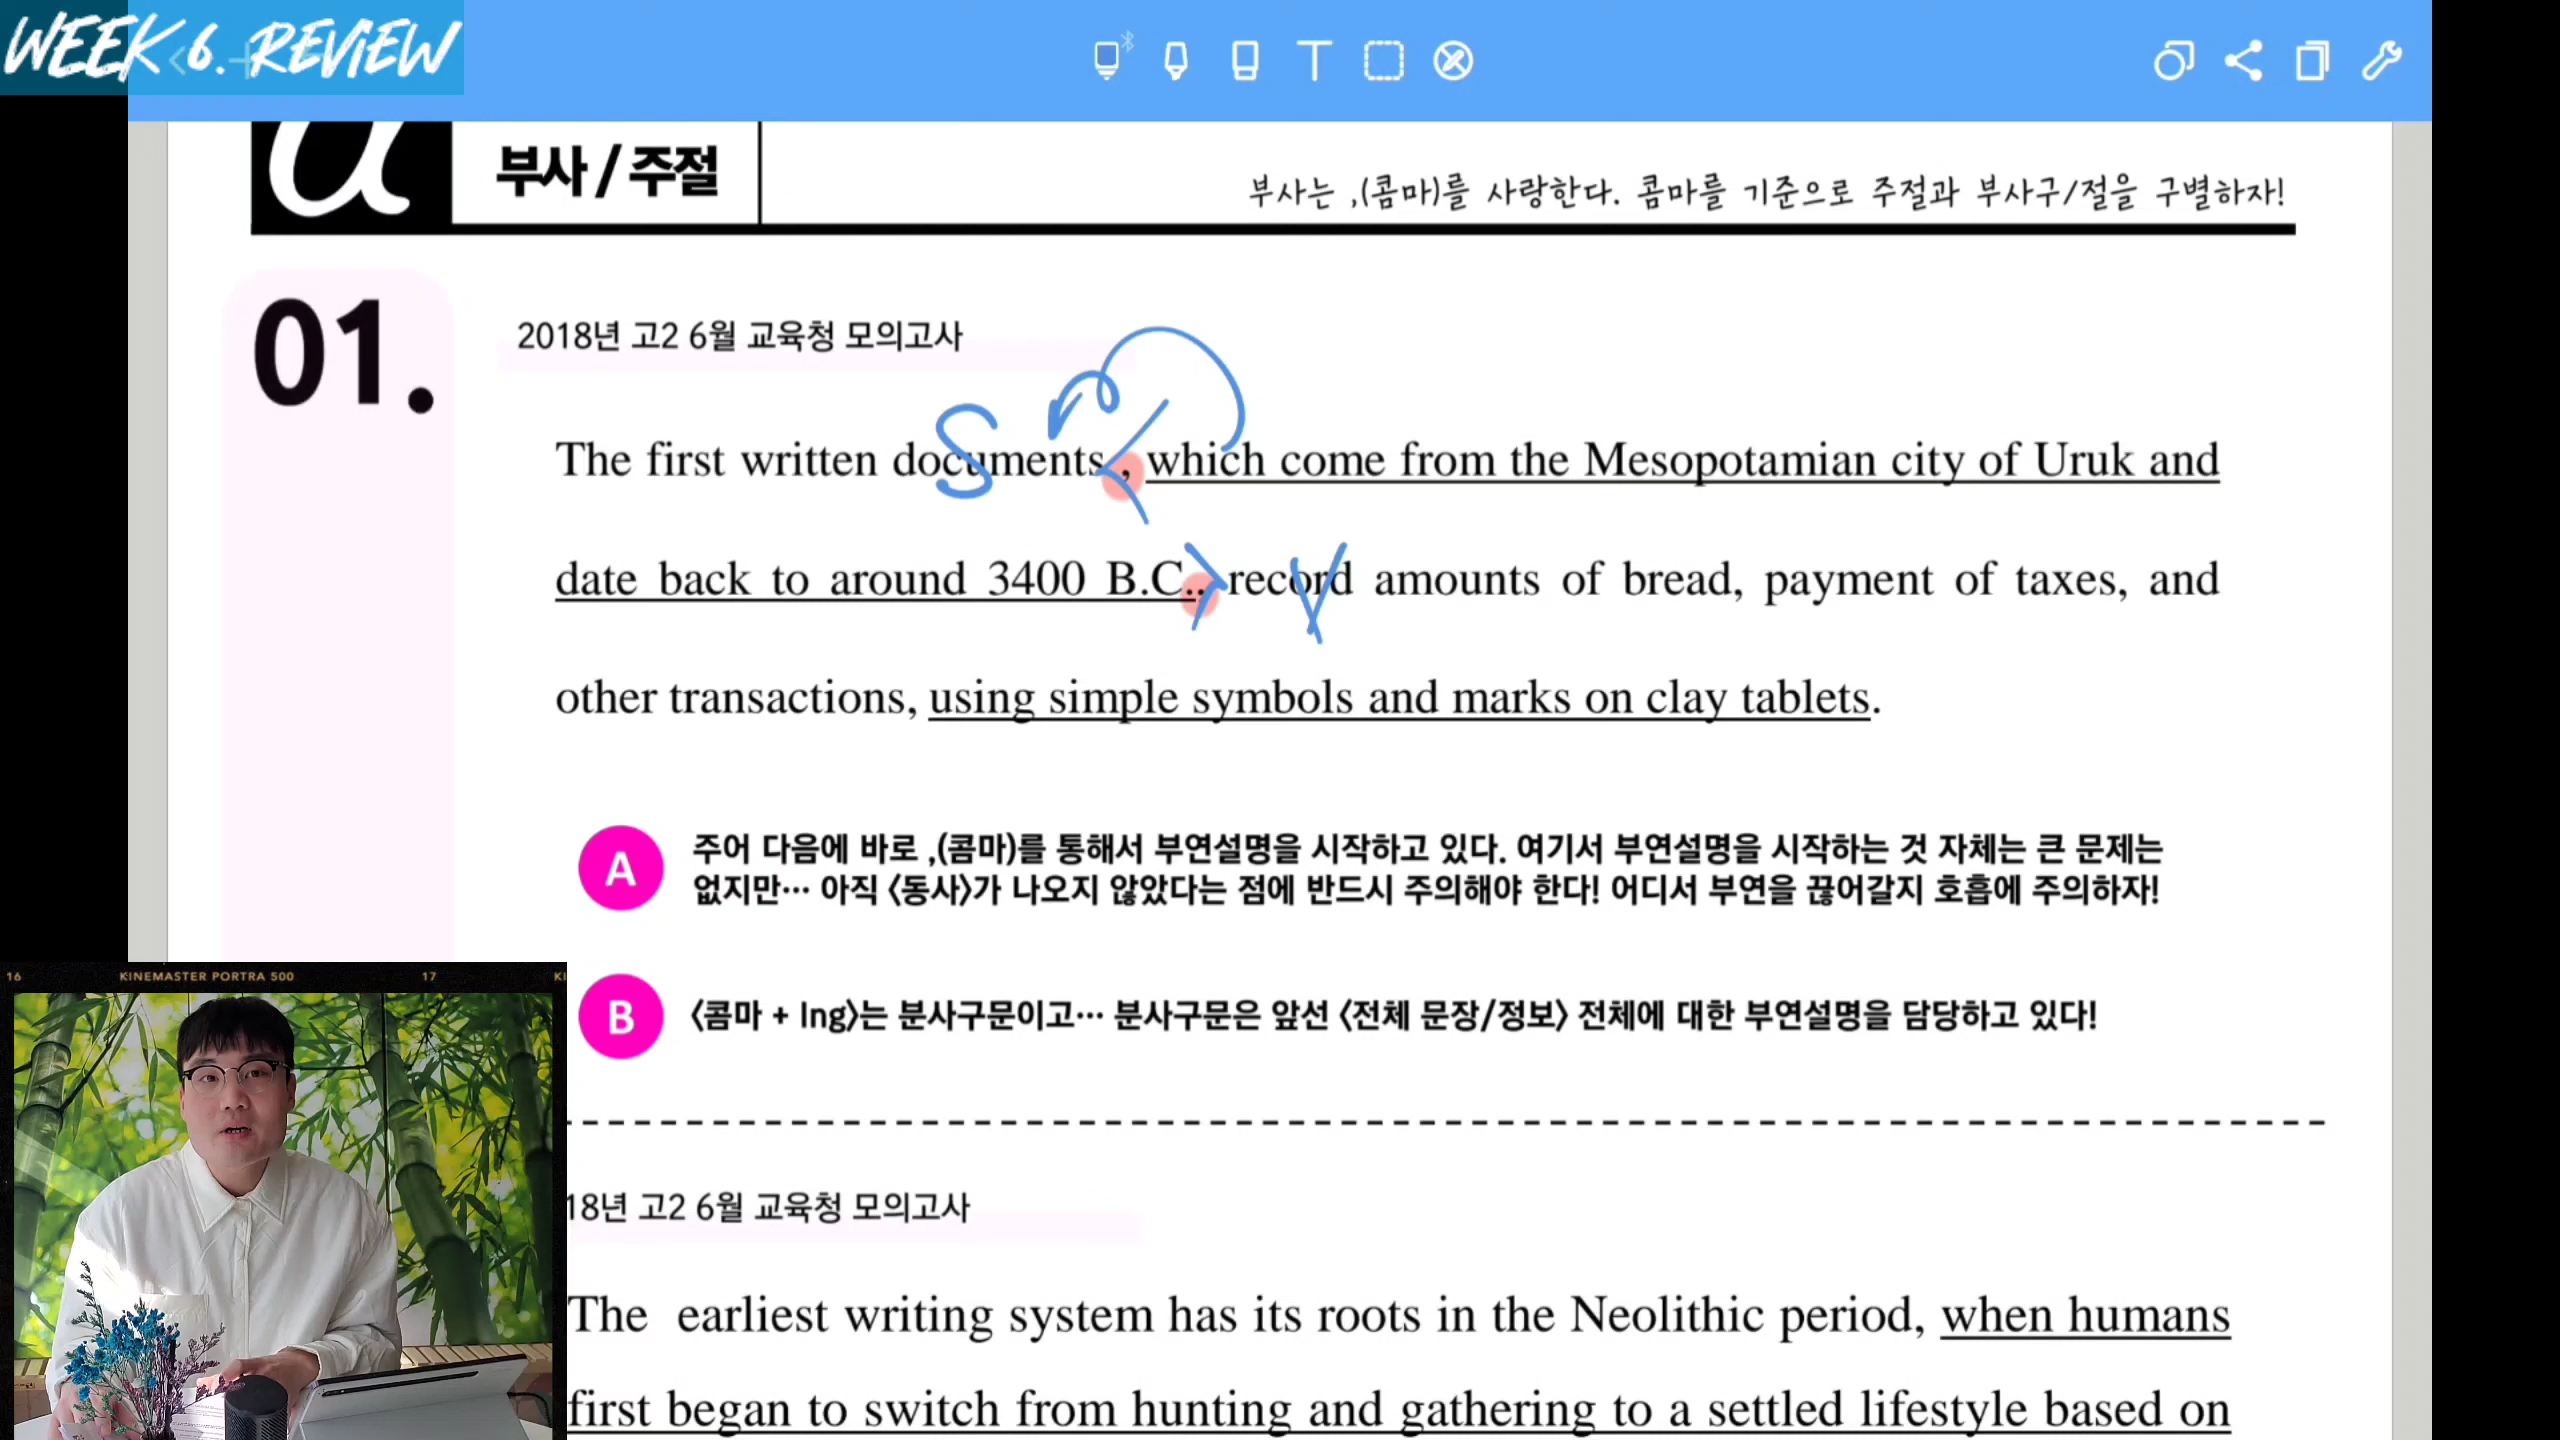 WEEK 6. REVIEW
T
a
부사 / 주절
부사는 ,(콤마)를 사랑한다. 콤마를 기준으로 주절과 부사구/절을 구별하자!
01.
2018년 고2 6월 교육청 모의고사
S
The first written documents, which come from the Mesopotamian city of Uruk and
date back to around 3400 B.C., record amounts of bread, payment of taxes, and
V
other transactions, using simple symbols and marks on clay tablets.
A
주어 다음에 바로 ,(콤마)를 통해서 부연설명을 시작하고 있다. 여기서 부연설명을 시작하는 것 자체는 큰 문제는
없지만… 아직 <동사>가 나오지 않았다는 점에 반드시 주의해야 한다! 어디서 부연을 끊어갈지 호흡에 주의하자!
B
<콤마 + Ing>는 분사구문이고… 분사구문은 앞선 <전체 문장/정보> 전체에 대한 부연설명을 담당하고 있다!
16 KINEMASTER PORTRA 500 17 KI
18년 고2 6월 교육청 모의고사
The earliest writing system has its roots in the Neolithic period, when humans
first began to switch from hunting and gathering to a settled lifestyle based on